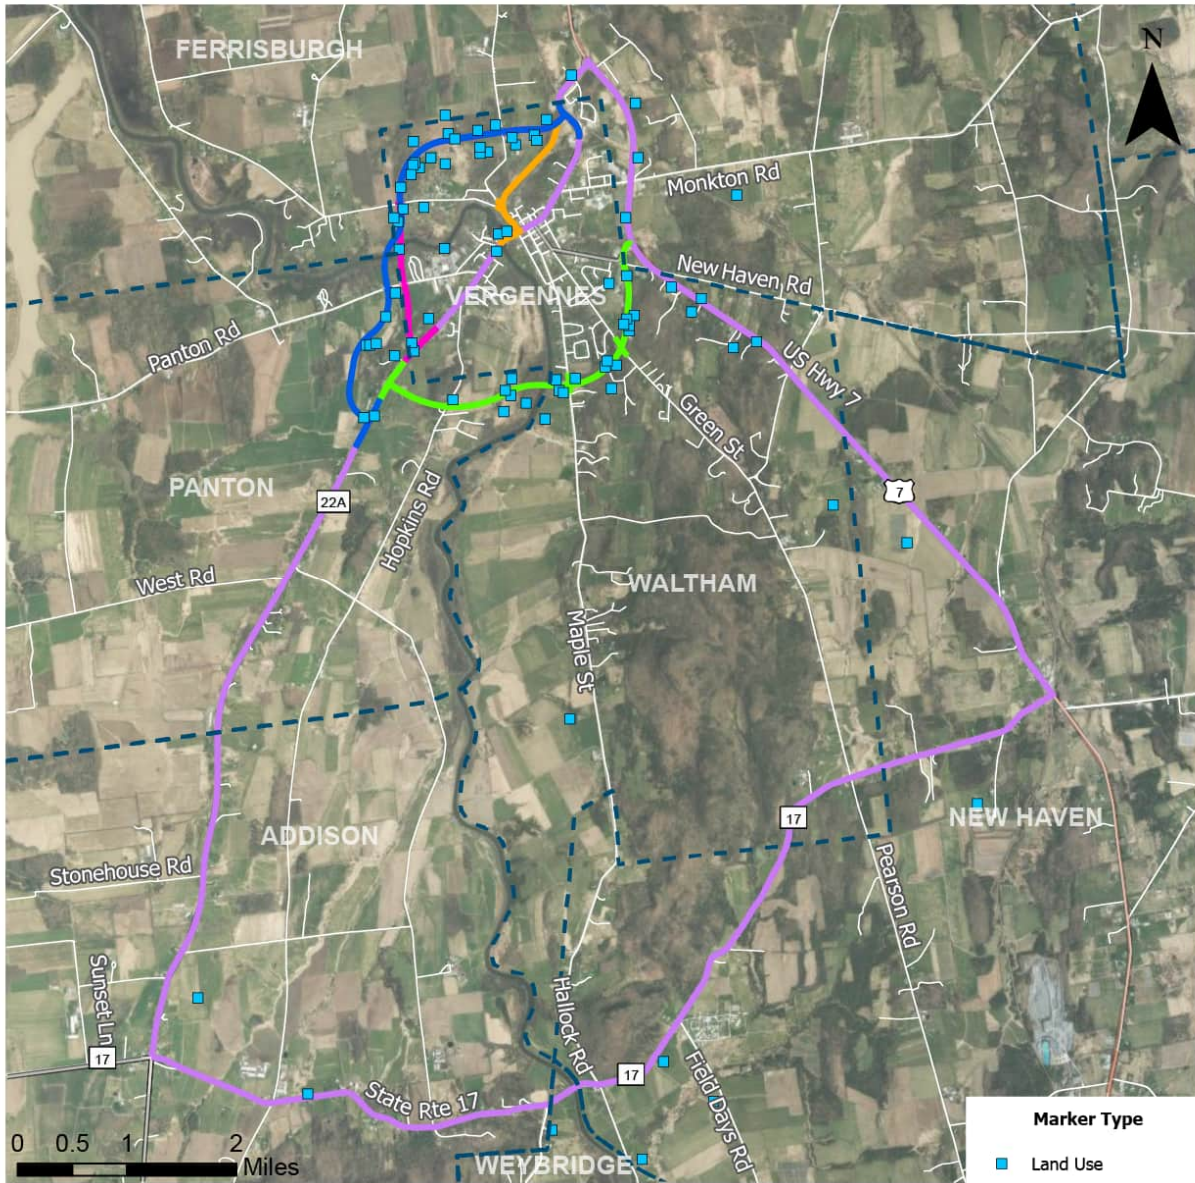 FERRISBURGH
N
Monkton Rd
New Haven Rd
VERGENNES
Panton Rd
US Hwy 7
Green St
PANTON
22A
7
Hopkins Rd
West Rd
WALTHAM
Maple St
17
NEW HAVEN
ADDISON
Stonehouse Rd
Pearson Rd
Sunset Ln
Hallock Rd
17
17
State Rte 17
Field Days Rd
0 0.5 1 2
Miles
WEYBRIDGE
Marker Type
Land Use